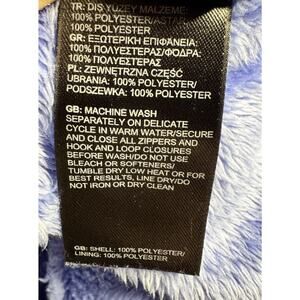 TR: DIŞ YÜZEY MALZEME:
100% POLYESTER/ASTAR:
100% POLYESTER
GR: ΕΞΩΤΕΡΙΚΗ ΕΠΙΦΑΝΕΙΑ:
100% ΠΟΛΥΕΣΤΕΡΑΣ/ΦΟΔΡΑ:
100% ΠΟΛΥΕΣΤΕΡΑΣ
PL: ZEWNĘTRZNA CZĘŚĆ
UBRANIA: 100% POLYESTER/
PODSZEWKA: 100% POLYESTER
GB: MACHINE WASH
SEPARATELY ON DELICATE
CYCLE IN WARM WATER/SECURE
AND CLOSE ALL ZIPPERS AND
HOOK AND LOOP CLOSURES
BEFORE WASH/DO NOT USE
BLEACH OR SOFTENERS/
TUMBLE DRY LOW HEAT OR FOR
BEST RESULTS, LINE DRY/DO
NOT IRON OR DRY CLEAN
GB: SHELL: 100% POLYESTER/
LINING: 100% POLYESTER